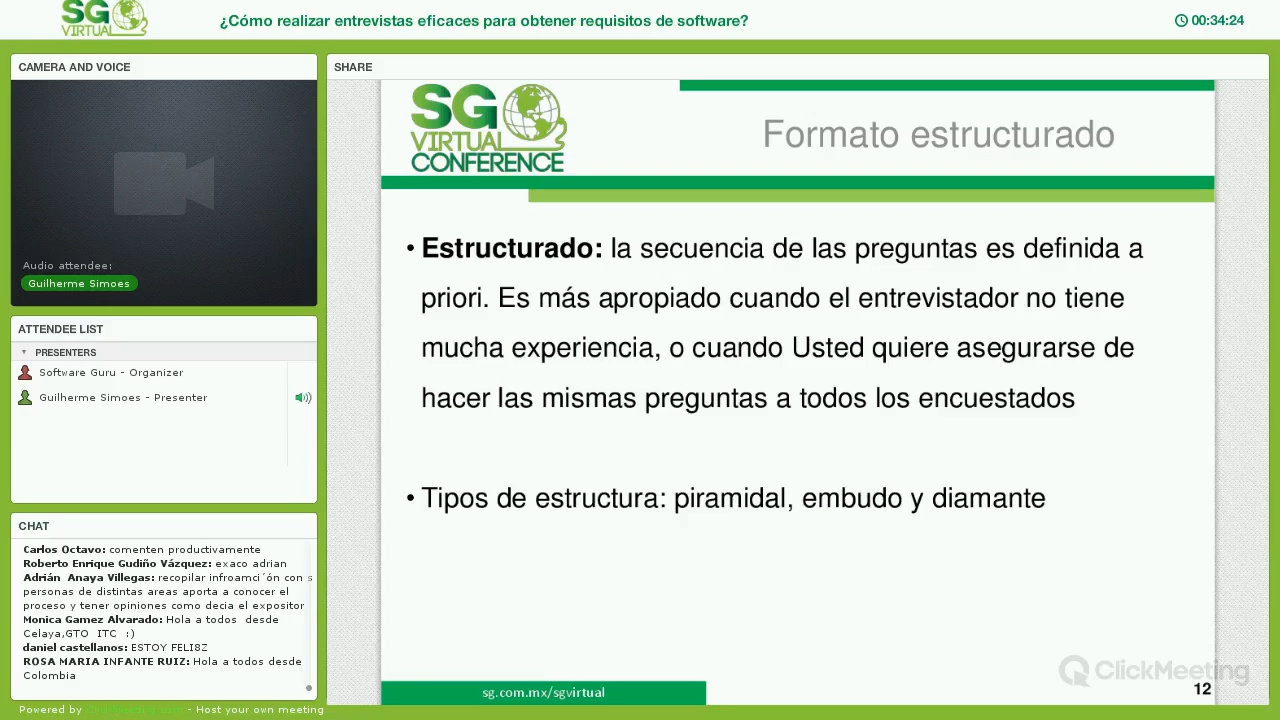 SG
VIRTUAL
¿Cómo realizar entrevistas eficaces para obtener requisitos de software?
00:34:24
CAMERA AND VOICE
Audio attendee:
Guilherme Simoes
ATTENDEE LIST
PRESENTERS
Software Guru - Organizer
Guilherme Simoes - Presenter
CHAT
Carlos Octavo: comenten productivamente
Roberto Enrique Gudiño Vázquez: exaco adrian
Adrián Anaya Villegas: recopilar infroamci´ón con s
personas de distintas areas aporta a conocer el
proceso y tener opiniones como decia el expositor
Monica Gamez Alvarado: Hola a todos desde
Celaya,GTO ITC :)
daniel castellanos: ESTOY FELI8Z
ROSA MARIA INFANTE RUIZ: Hola a todos desde
Colombia
Powered by - Host your own meeting
SHARE
SG
VIRTUAL
CONFERENCE
Formato estructurado
• Estructurado: la secuencia de las preguntas es definida a
priori. Es más apropiado cuando el entrevistador no tiene
mucha experiencia, o cuando Usted quiere asegurarse de
hacer las mismas preguntas a todos los encuestados
• Tipos de estructura: piramidal, embudo y diamante
sg.com.mx/sgvirtual
ClickMeeting
12